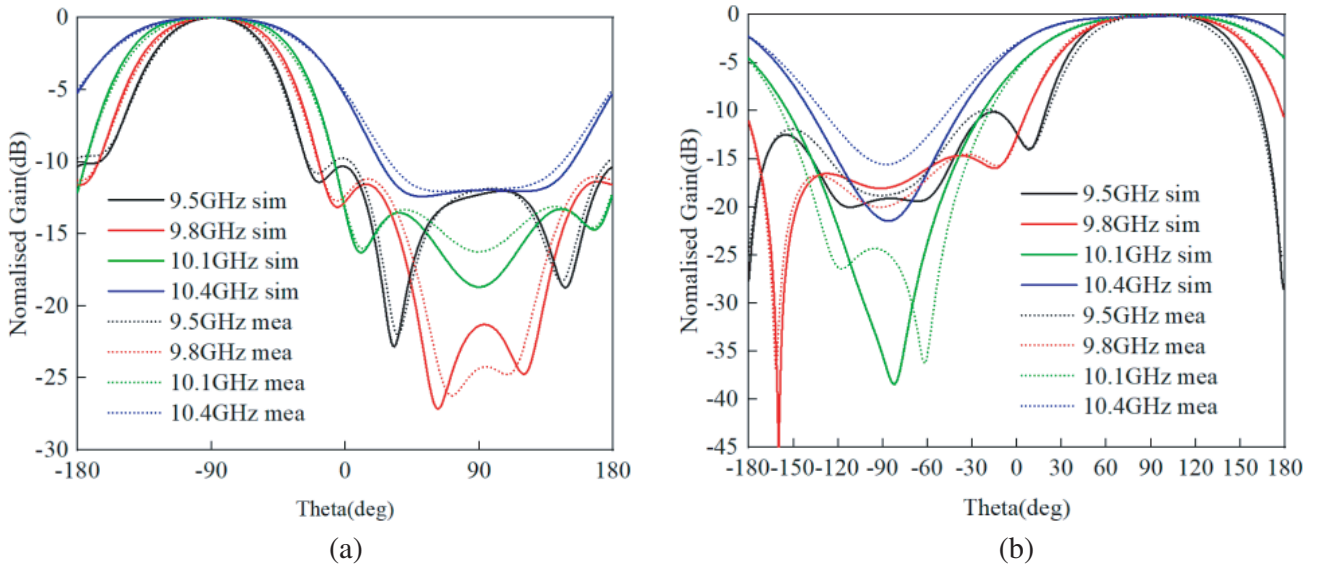 Nomalised Gain(dB)
0
-5
-10
-15
-20
-25
-30
-180
-90
0
90
180
Theta(deg)
9.5GHz sim
9.8GHz sim
10.1GHz sim
10.4GHz sim
9.5GHz mea
9.8GHz mea
10.1GHz mea
10.4GHz mea
(a)
Nomalised Gain(dB)
0
-5
-10
-15
-20
-25
-30
-35
-40
-45
-180
-150
-120
-90
-60
-30
0
30
60
90
120
150
180
Theta(deg)
9.5GHz sim
9.8GHz sim
10.1GHz sim
10.4GHz sim
9.5GHz mea
9.8GHz mea
10.1GHz mea
10.4GHz mea
(b)